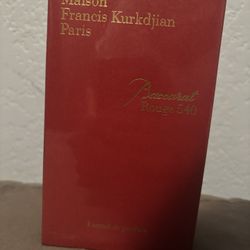 Maison
Francis Kurkdjian
Paris
Baccarat
Rouge 540
Extrait de parfum